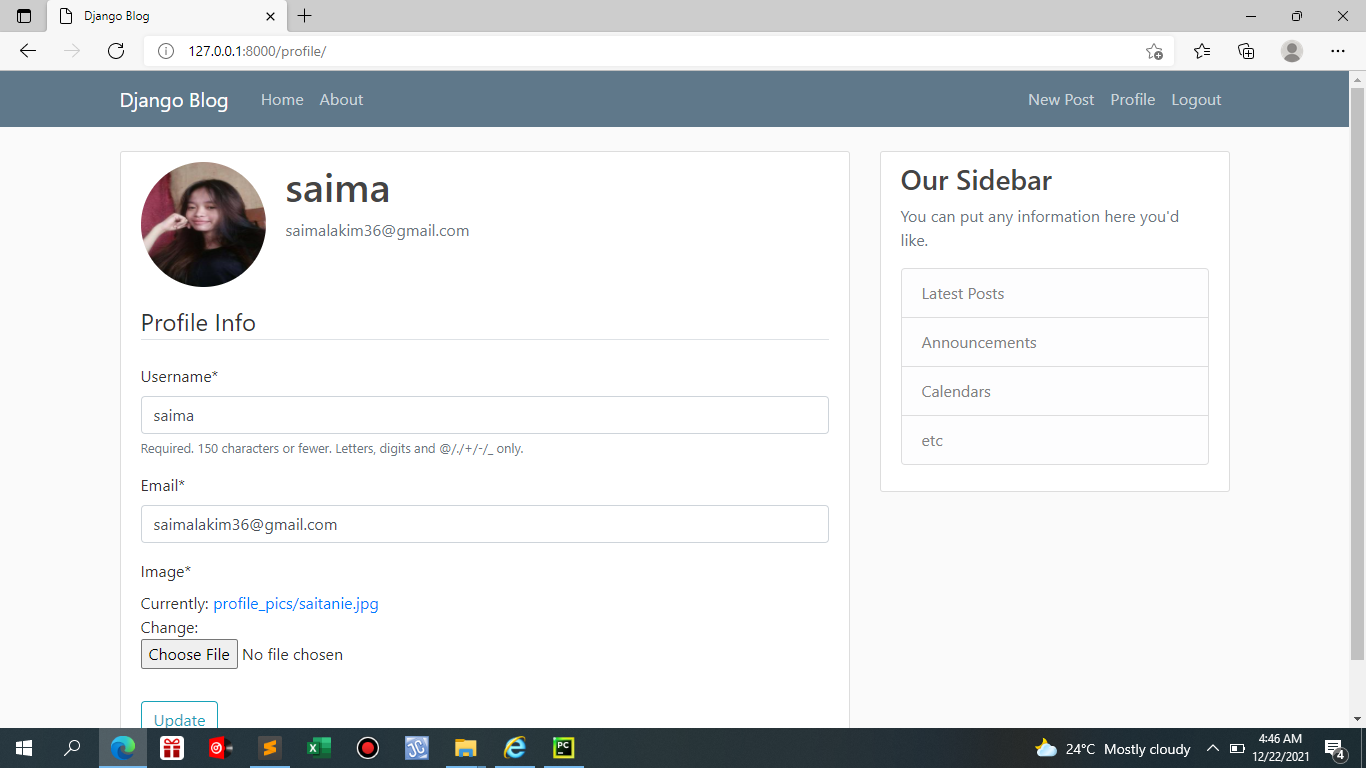 Django Blog
127.0.0.1:8000/profile/
Django Blog Home About New Post Profile Logout
saima
saimalakim36@gmail.com
Profile Info
Username*
saima
Required. 150 characters or fewer. Letters, digits and @/./+/-/_ only.
Email*
saimalakim36@gmail.com
Image*
Currently: profile_pics/saitanie.jpg
Change:
Choose File No file chosen
Update
Our Sidebar
You can put any information here you'd
like.
Latest Posts
Announcements
Calendars
etc
JC
PC
24°C Mostly cloudy
4:46 AM
12/22/2021
4